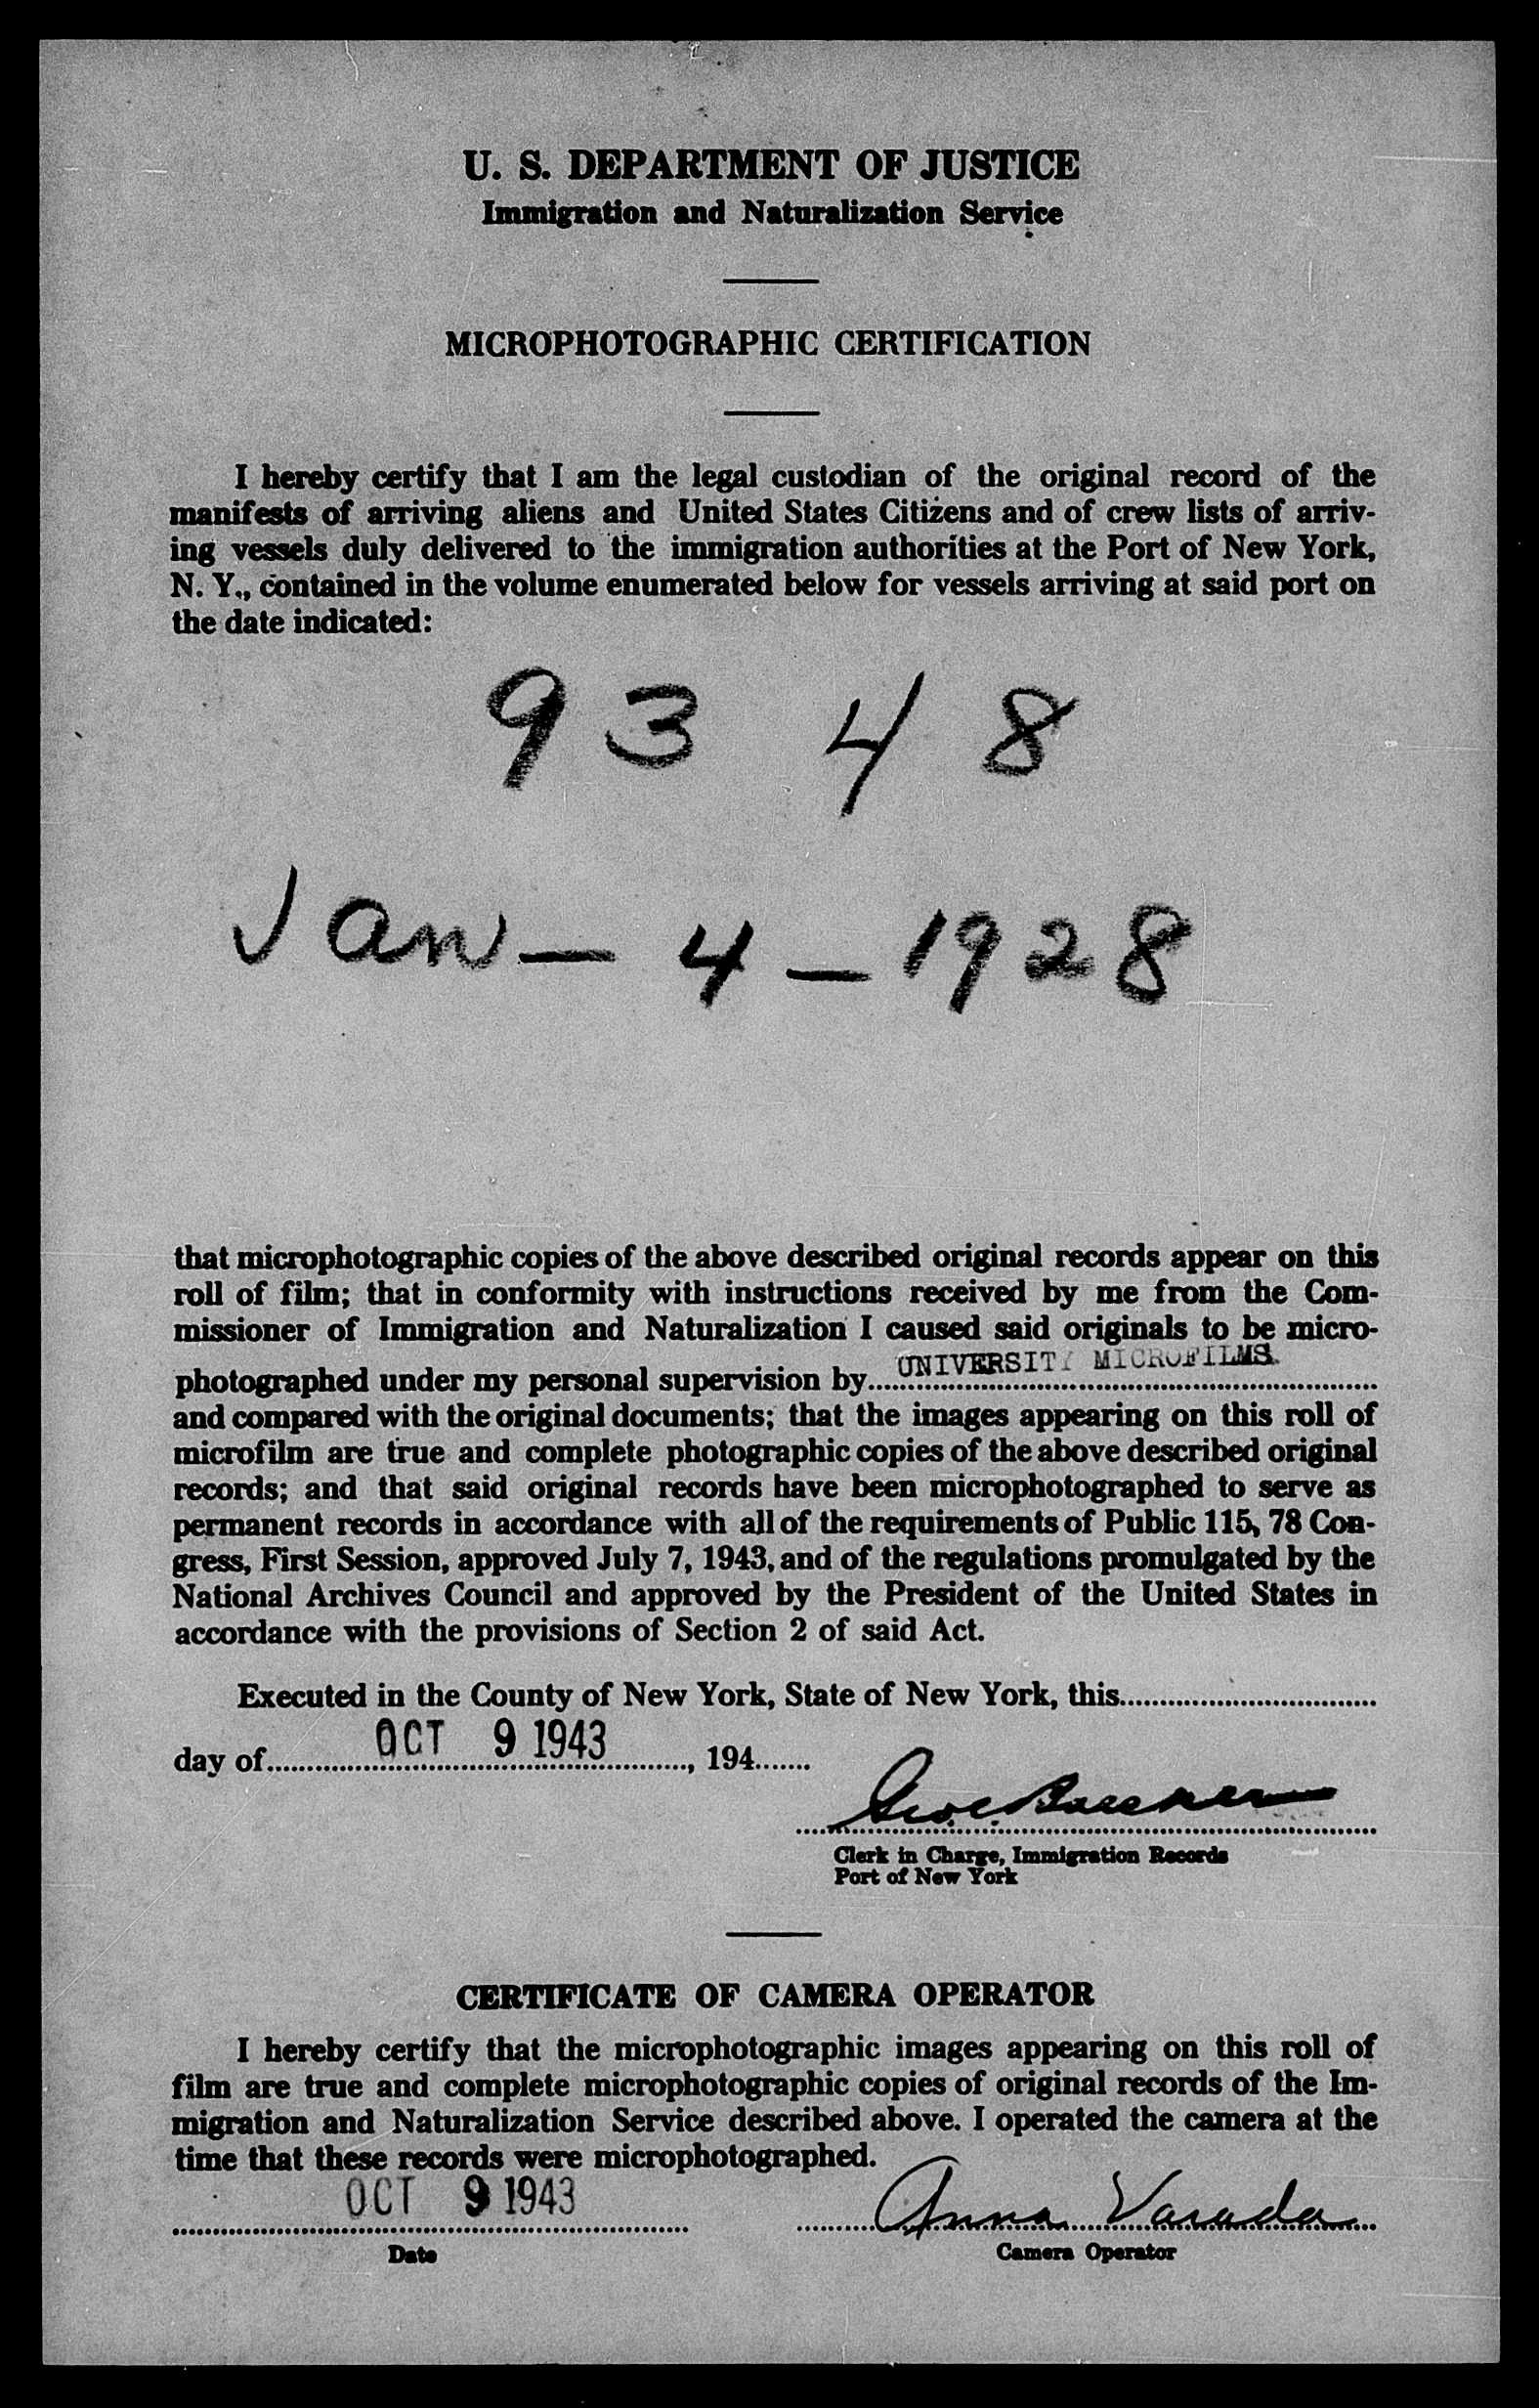 U. S. DEPARTMENT OF JUSTICE
Immigration and Naturalization Service
MICROPHOTOGRAPHIC CERTIFICATION
I hereby certify that I am the legal custodian of the original record of the
manifests of arriving aliens and United States Citizens and of crew lists of arriv-
ing vessels duly delivered to the immigration authorities at the Port of New York,
N. Y., contained in the volume enumerated below for vessels arriving at said port on
the date indicated:
9348
Jan - 4 - 1928
that microphotographic copies of the above described original records appear on this
roll of film; that in conformity with instructions received by me from the Com-
missioner of Immigration and Naturalization I caused said originals to be micro-
photographed under my personal supervision by UNIVERSITY MICROFILMS.
and compared with the original documents; that the images appearing on this roll of
microfilm are true and complete photographic copies of the above described original
records; and that said original records have been microphotographed to serve as
permanent records in accordance with all of the requirements of Public 115, 78 Con-
gress, First Session, approved July 7, 1943, and of the regulations promulgated by the
National Archives Council and approved by the President of the United States in
accordance with the provisions of Section 2 of said Act.
Executed in the County of New York, State of New York, this
day of OCT 9 1943, 194
Clerk in Charge, Immigration Records
Port of New York
CERTIFICATE OF CAMERA OPERATOR
I hereby certify that the microphotographic images appearing on this roll of
film are true and complete microphotographic copies of original records of the Im-
migration and Naturalization Service described above. I operated the camera at the
time that these records were microphotographed.
OCT 9 1943 Anna Varada
Date Camera Operator